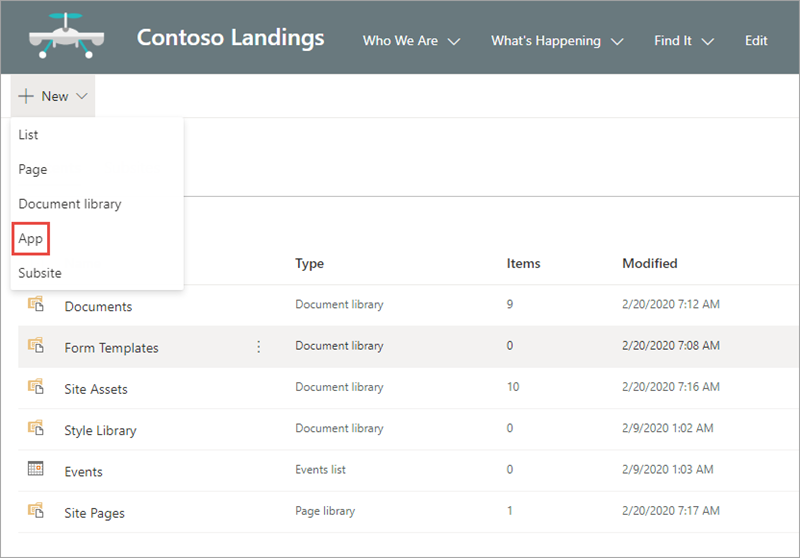 Contoso Landings Who We Are What's Happening Find It Edit
New
List
Page
Document library
App
Subsite
Type Items Modified
Documents Document library 9 2/20/2020 7:12 AM
Form Templates Document library 0 2/20/2020 7:08 AM
Site Assets Document library 10 2/20/2020 7:16 AM
Style Library Document library 0 2/9/2020 1:02 AM
Events Events list 0 2/9/2020 1:03 AM
Site Pages Page library 1 2/20/2020 7:17 AM